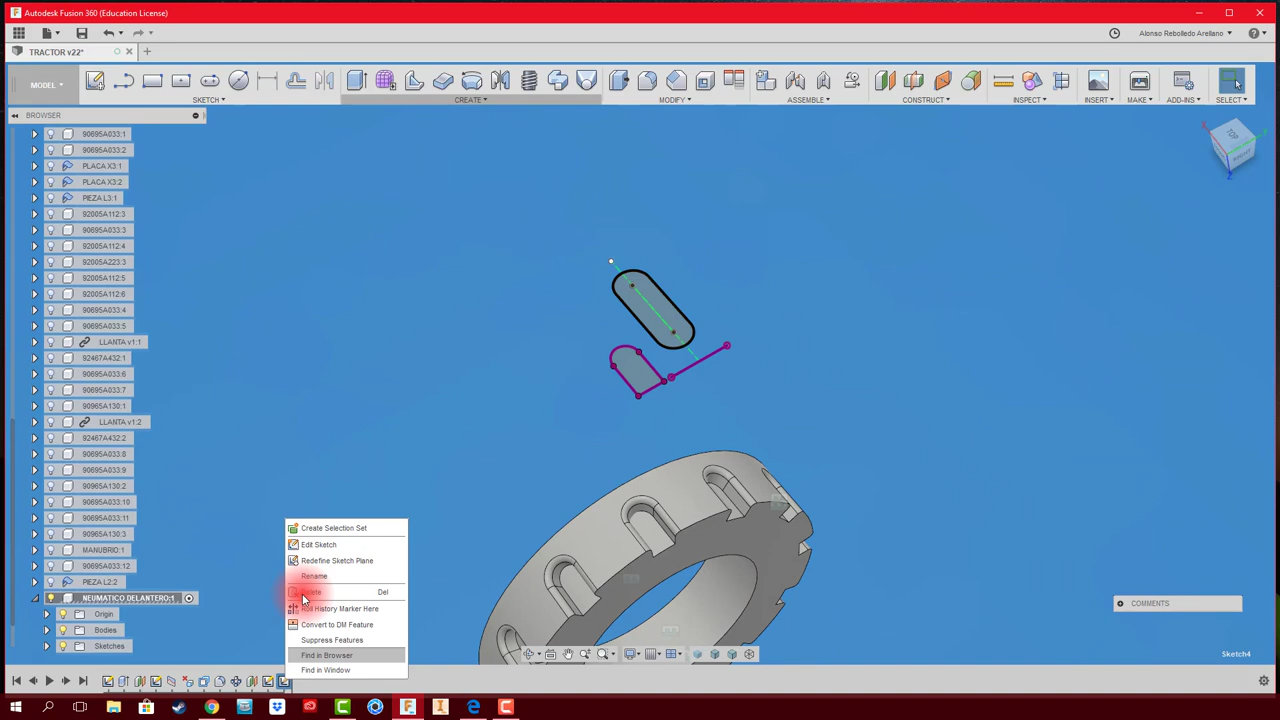 Autodesk Fusion 360 (Education License)
Alonso Rebolledo Arellano
TRACTOR v22*
MODEL
SKETCH
CREATE
MODIFY
ASSEMBLE
CONSTRUCT
INSPECT
INSERT
MAKE
ADD-INS
SELECT
BROWSER
TOP
RIGHT
90695A033:1
90695A033:2
PLACA X3:1
PLACA X3:2
PIEZA L3:1
92005A112:3
90695A033:3
92005A112:4
92005A223:3
92005A112:5
92005A112:6
90695A033:4
90695A033:5
LLANTA v1:1
92467A432:1
90695A033:6
90695A033:7
90965A130:1
LLANTA v1:2
92467A432:2
90695A033:8
90695A033:9
90965A130:2
90695A033:10
90695A033:11
90965A130:3
MANUBRIO:1
90695A033:12
PIEZA L2:2
NEUMATICO DELANTERO:1
Origin
Bodies
Sketches
Create Selection Set
Edit Sketch
Redefine Sketch Plane
Rename
Del
Roll History Marker Here
Convert to DM Feature
Suppress Features
Find in Browser
Find in Window
COMMENTS
Sketch4